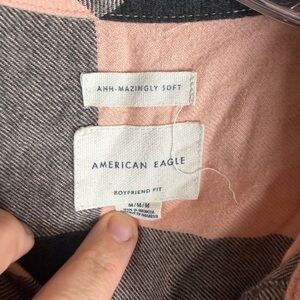 AHH-MAZINGLY SOFT
AMERICAN EAGLE
BOYFRIEND FIT
M/M/M